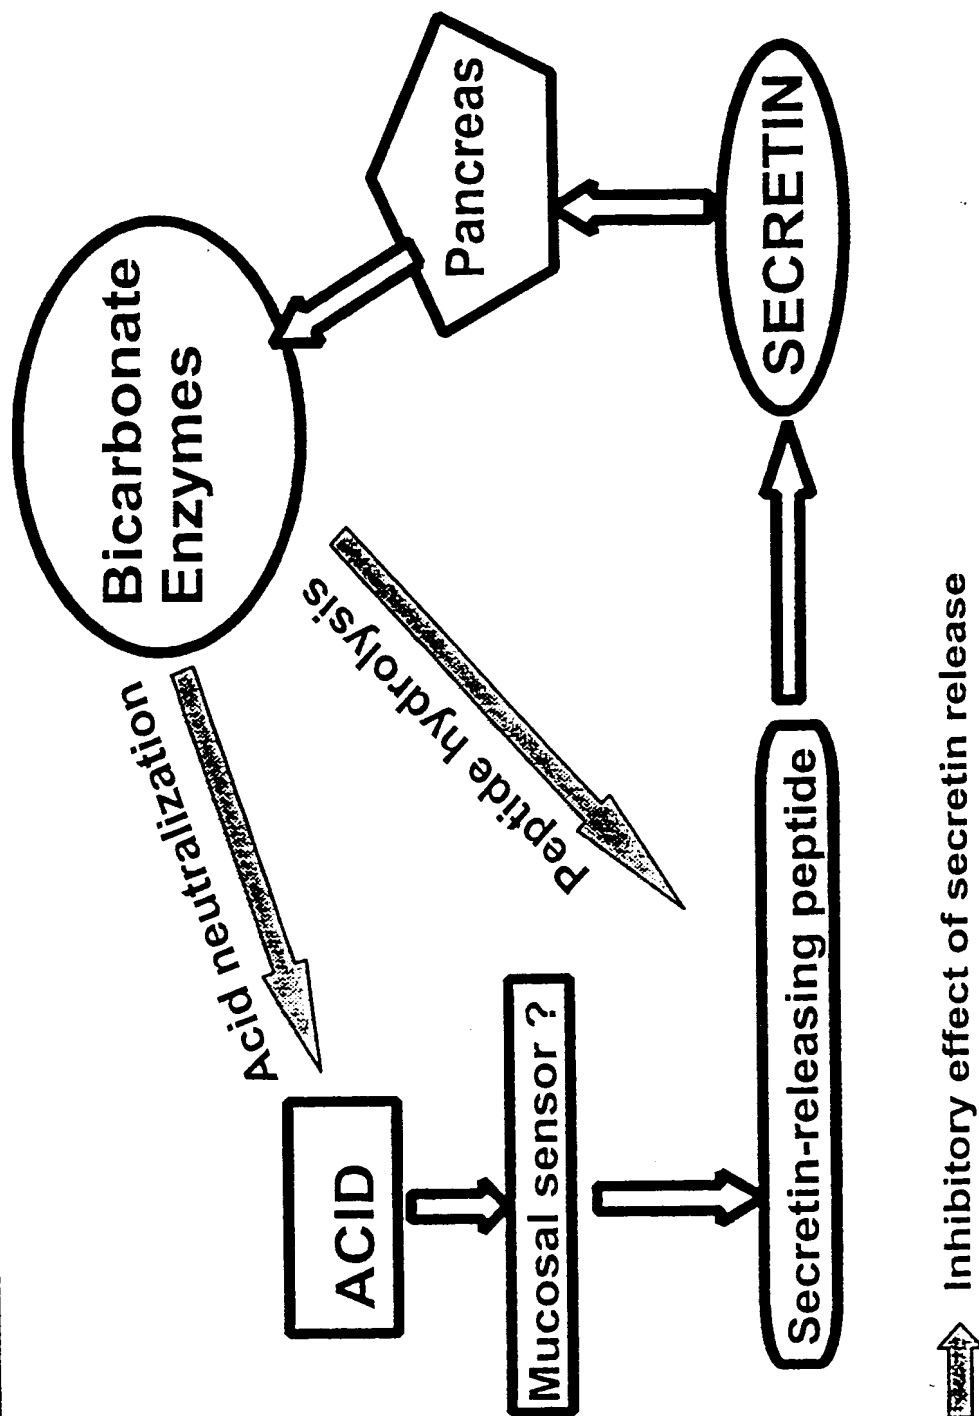 ACID
Acid neutralization
Bicarbonate
Enzymes
Mucosal sensor ?
Peptide hydrolysis
Pancreas
Secretin-releasing peptide
SECRETIN
Inhibitory effect of secretin release